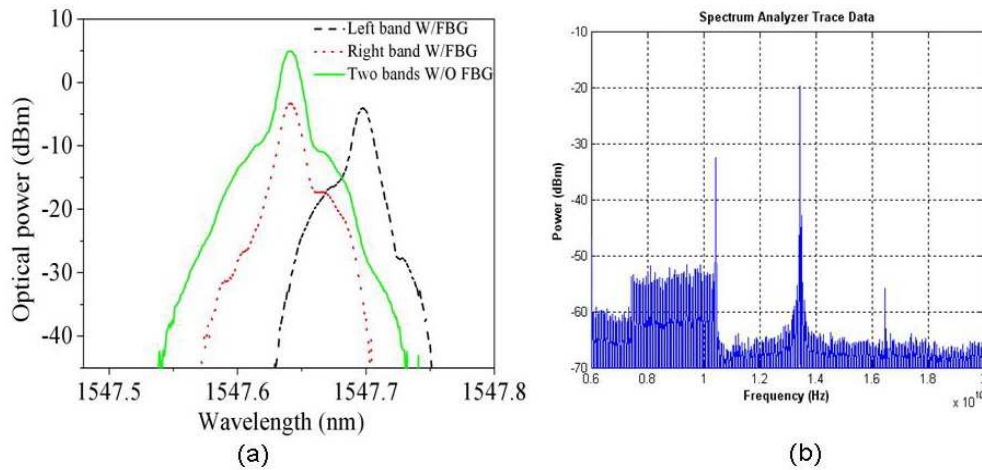 Left band W/FBG
Right band W/FBG
Two bands W/O FBG
10
0
-10
-20
-30
-40
Optical power (dBm)
1547.5
1547.6
1547.7
1547.8
Wavelength (nm)
(a)
Spectrum Analyzer Trace Data
-10
-20
-30
-40
-50
-60
-70
Power (dBm)
0.6
0.8
1
1.2
1.4
1.6
1.8
Frequency (Hz)
(b)